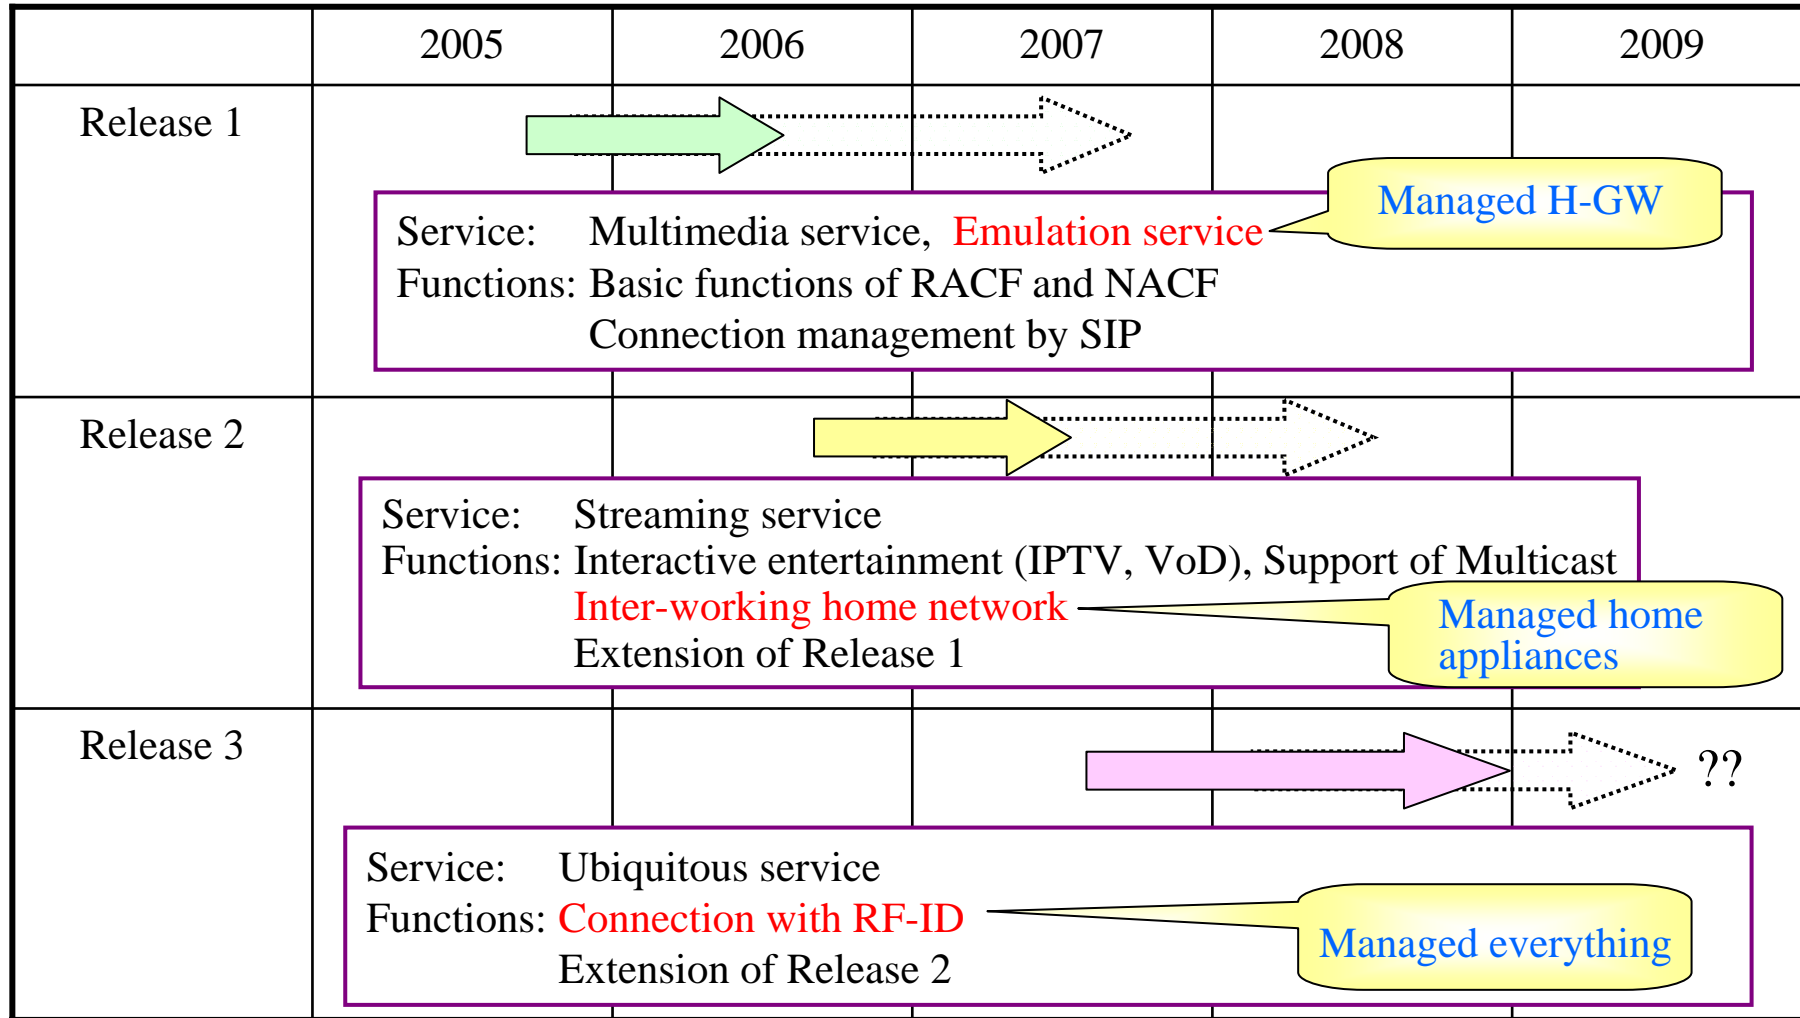 2005 2006 2007 2008 2009
Release 1
Managed H-GW
Service: Multimedia service, Emulation service
Functions: Basic functions of RACF and NACF
Connection management by SIP
Release 2
Service: Streaming service
Functions: Interactive entertainment (IPTV, VoD), Support of Multicast
Inter-working home network
Extension of Release 1
Managed home
appliances
Release 3
??
Service: Ubiquitous service
Functions: Connection with RF-ID
Extension of Release 2
Managed everything